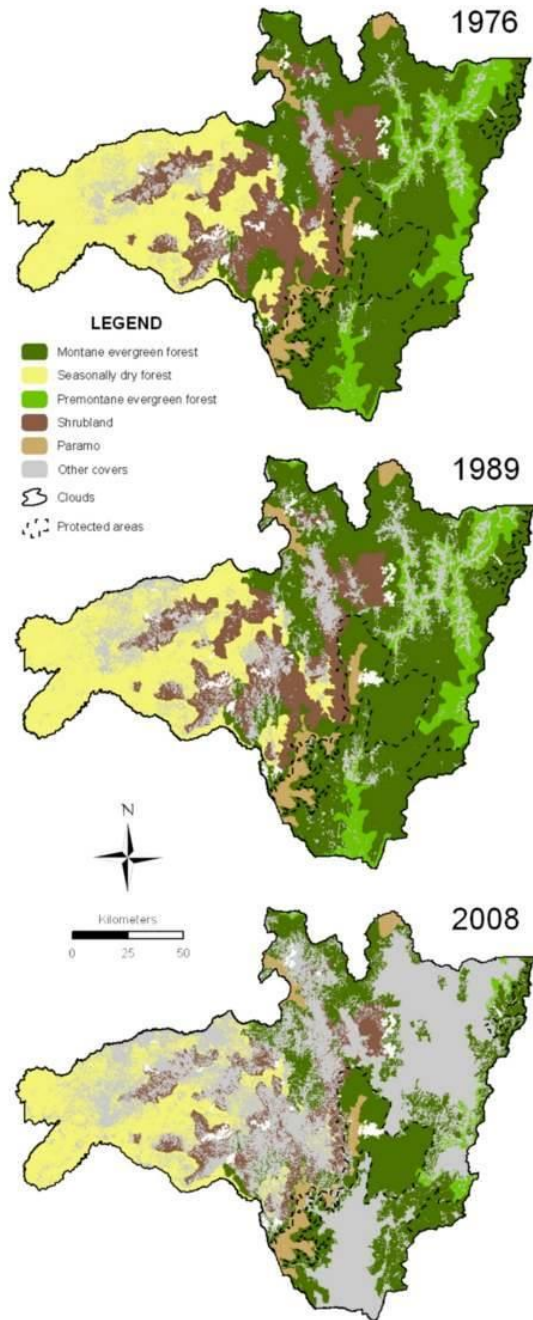 1976
LEGEND
Montane evergreen forest
Seasonally dry forest
Premontane evergreen forest
Shrubland
Paramo
Other covers
Clouds
Protected areas
1989
N
Kilometers
0 25 50
2008